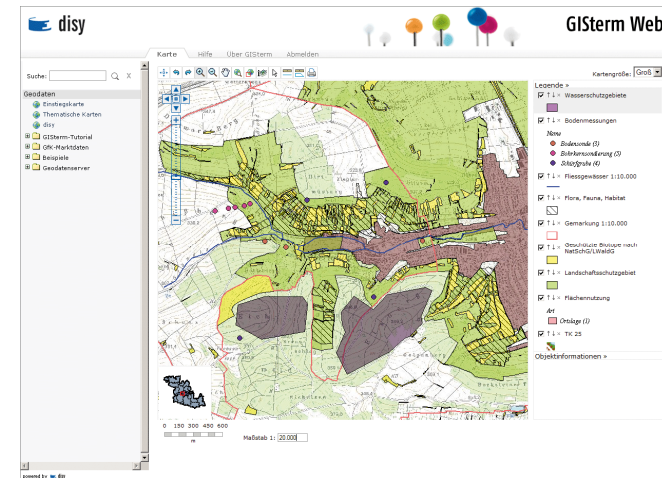 disy
GISterm Web
Karte Hilfe Über GISterm Abmelden
Suche: X
Kartengröße: Groß
Geodaten
Einstiegskarte
Thematische Karten
disy
GISterm-Tutorial
GfK-Marktdaten
Beispiele
Geodatenserver
Legende »
Wasserschutzgebiete
Bodenmessungen
Name
Bodensonde (5)
Bohrkernsondierung (5)
Schürfgrube (4)
Fliessgewässer 1:10.000
Flora, Fauna, Habitat
Gemarkung 1:10.000
Geschützte Biotope nach
NatSchG/LWaldG
Landschaftsschutzgebiet
Flächennutzung
Art
Ortslage (1)
TK 25
Objektinformationen »
0 150 300 450 600
m
Maßstab 1: 20.000
powered by disy